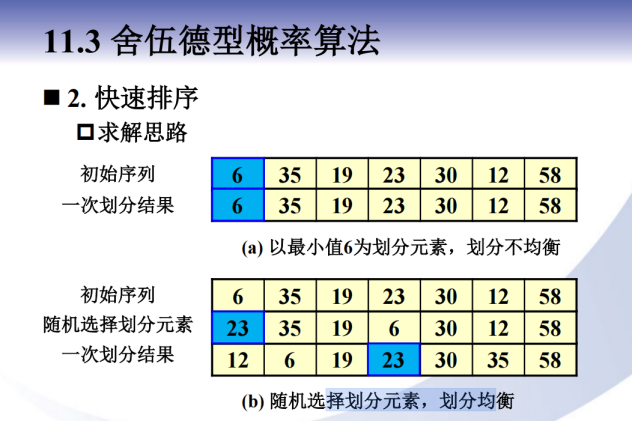 11.3 舍伍德型概率算法
2. 快速排序
求解思路
初始序列 6 35 19 23 30 12 58
一次划分结果 6 35 19 23 30 12 58
(a) 以最小值6为划分元素，划分不均衡
初始序列 6 35 19 23 30 12 58
随机选择划分元素 23 35 19 6 30 12 58
一次划分结果 12 6 19 23 30 35 58
(b) 随机选择划分元素，划分均衡